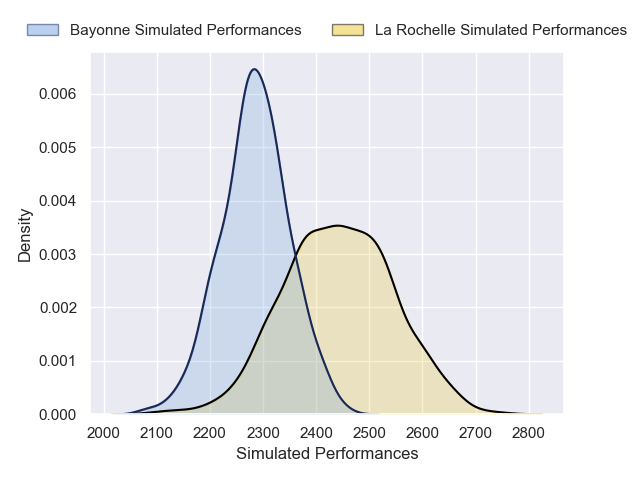 Bayonne Simulated Performances La Rochelle Simulated Performances
0.006
0.005
0.004
0.003
0.002
0.001
0.000
Density
2000 2100 2200 2300 2400 2500 2600 2700 2800
Simulated Performances